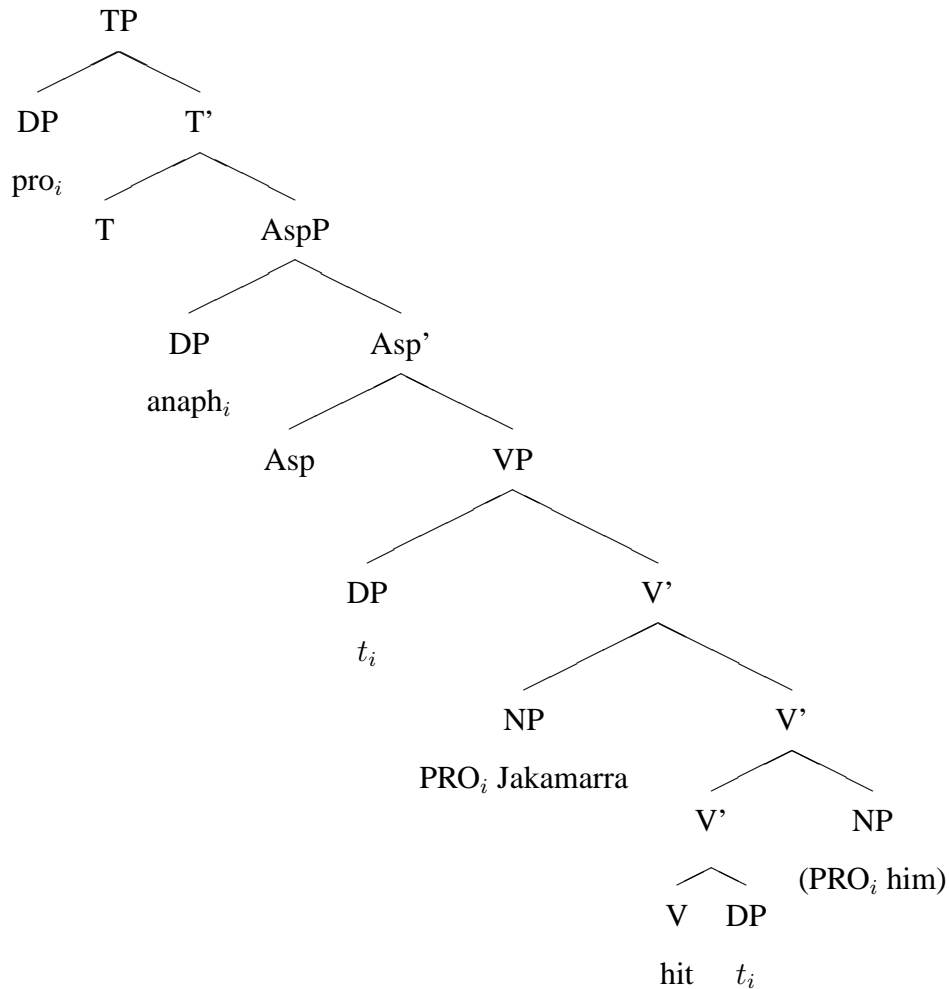 TP
DP T’
pro_i
T AspP
DP Asp’
anaph_i
Asp VP
DP V’
t_i
NP V’
PRO_i Jakamarra
V’ NP
(PRO_i him)
V DP
hit t_i